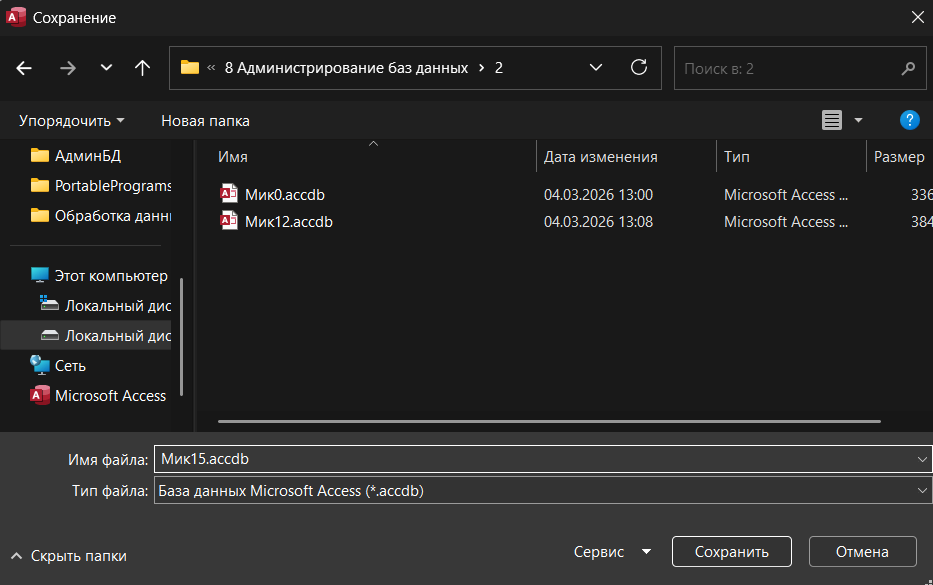 Сохранение
« 8 Администрирование баз данных › 2
Поиск в: 2
Упорядочить
Новая папка
АдминБД
PortablePrograms
Обработка данн
Этот компьютер
Локальный дис
Локальный дис
Сеть
Microsoft Access
Имя Дата изменения Тип Размер
Мик0.accdb 04.03.2026 13:00 Microsoft Access ... 336
Мик12.accdb 04.03.2026 13:08 Microsoft Access ... 384
Имя файла: Мик15.accdb
Тип файла: База данных Microsoft Access (*.accdb)
Скрыть папки
Сервис
Сохранить
Отмена